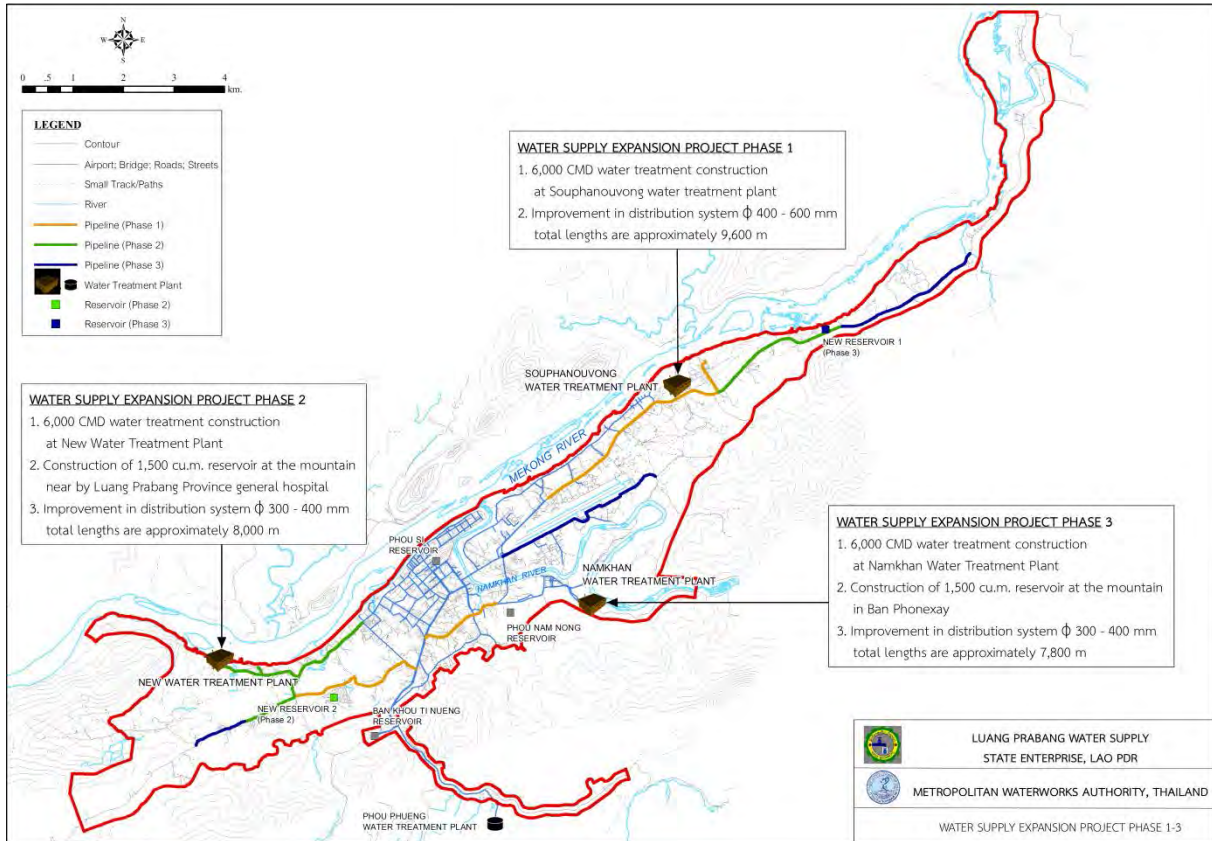 N
W E
S
0 .5 1 2 3 4
km.
LEGEND
Contour
Airport; Bridge; Roads; Streets
Small Track/Paths
River
Pipeline (Phase 1)
Pipeline (Phase 2)
Pipeline (Phase 3)
Water Treatment Plant
Reservoir (Phase 2)
Reservoir (Phase 3)
WATER SUPPLY EXPANSION PROJECT PHASE 1
1. 6,000 CMD water treatment construction
at Souphanouvong water treatment plant
2. Improvement in distribution system ϕ 400 - 600 mm
total lengths are approximately 9,600 m
NEW RESERVOIR 1
(Phase 3)
SOUPHANOUVONG
WATER TREATMENT PLANT
WATER SUPPLY EXPANSION PROJECT PHASE 2
1. 6,000 CMD water treatment construction
at New Water Treatment Plant
2. Construction of 1,500 cu.m. reservoir at the mountain
near by Luang Prabang Province general hospital
3. Improvement in distribution system ϕ 300 - 400 mm
total lengths are approximately 8,000 m
MEKONG RIVER
PHOU SI
RESERVOIR
NAMKHAN RIVER
NAMKHAN
WATER TREATMENT PLANT
WATER SUPPLY EXPANSION PROJECT PHASE 3
1. 6,000 CMD water treatment construction
at Namkhan Water Treatment Plant
2. Construction of 1,500 cu.m. reservoir at the mountain
in Ban Phonexay
3. Improvement in distribution system ϕ 300 - 400 mm
total lengths are approximately 7,800 m
PHOU NAM NONG
RESERVOIR
NEW WATER TREATMENT PLANT
NEW RESERVOIR 2
(Phase 2)
BAN KHOU TI NUENG
RESERVOIR
PHOU PHUENG
WATER TREATMENT PLANT
LUANG PRABANG WATER SUPPLY
STATE ENTERPRISE, LAO PDR
METROPOLITAN WATERWORKS AUTHORITY, THAILAND
WATER SUPPLY EXPANSION PROJECT PHASE 1-3